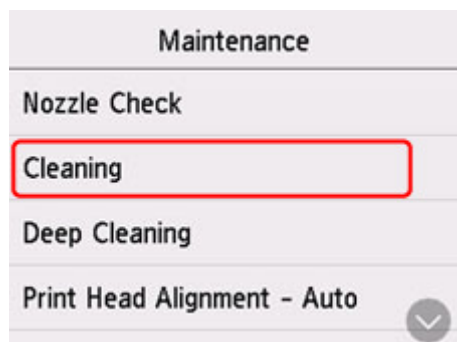 Maintenance
Nozzle Check
Cleaning
Deep Cleaning
Print Head Alignment - Auto